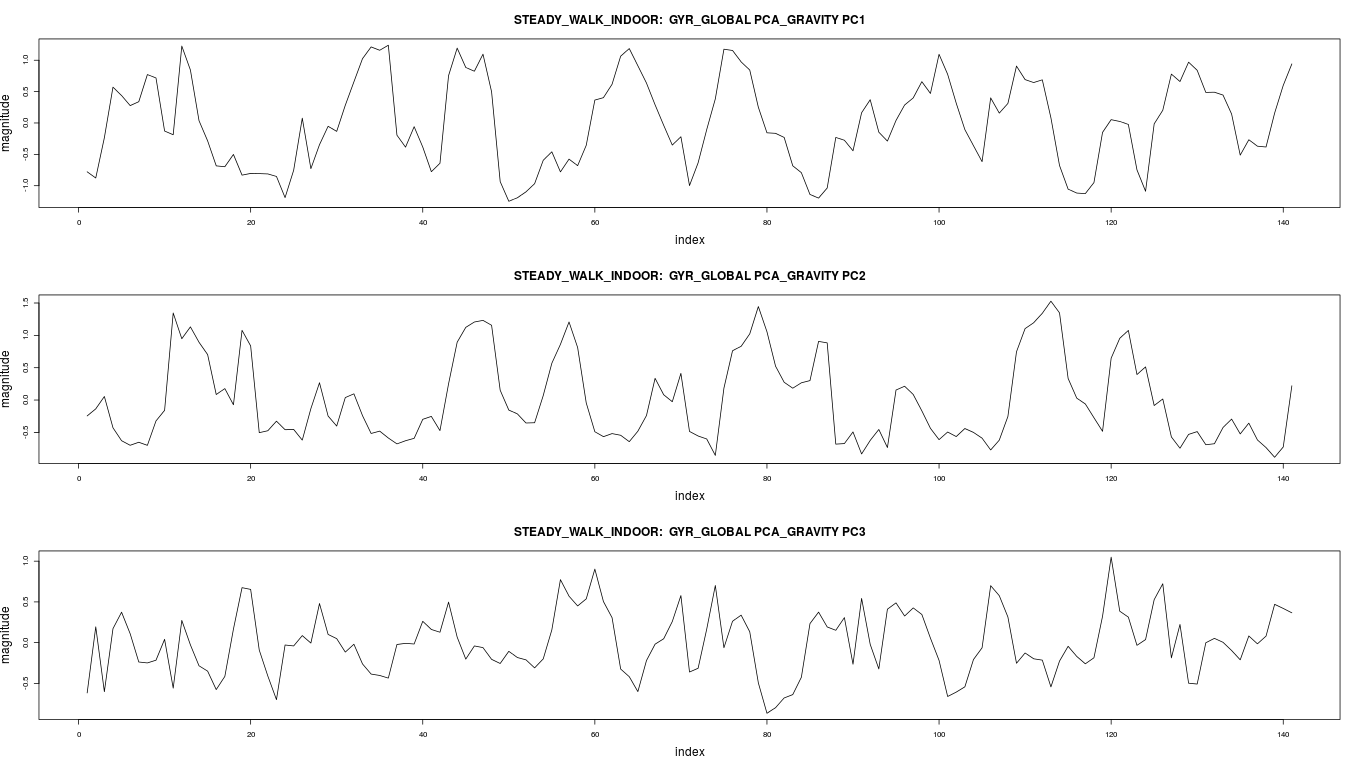 STEADY_WALK_INDOOR: GYR_GLOBAL PCA_GRAVITY PC1
magnitude
1.0
0.5
0.0
-0.5
-1.0
0 20 40 60 80 100 120 140
index
STEADY_WALK_INDOOR: GYR_GLOBAL PCA_GRAVITY PC2
magnitude
1.5
1.0
0.5
0.0
-0.5
0 20 40 60 80 100 120 140
index
STEADY_WALK_INDOOR: GYR_GLOBAL PCA_GRAVITY PC3
magnitude
1.0
0.5
0.0
-0.5
0 20 40 60 80 100 120 140
index